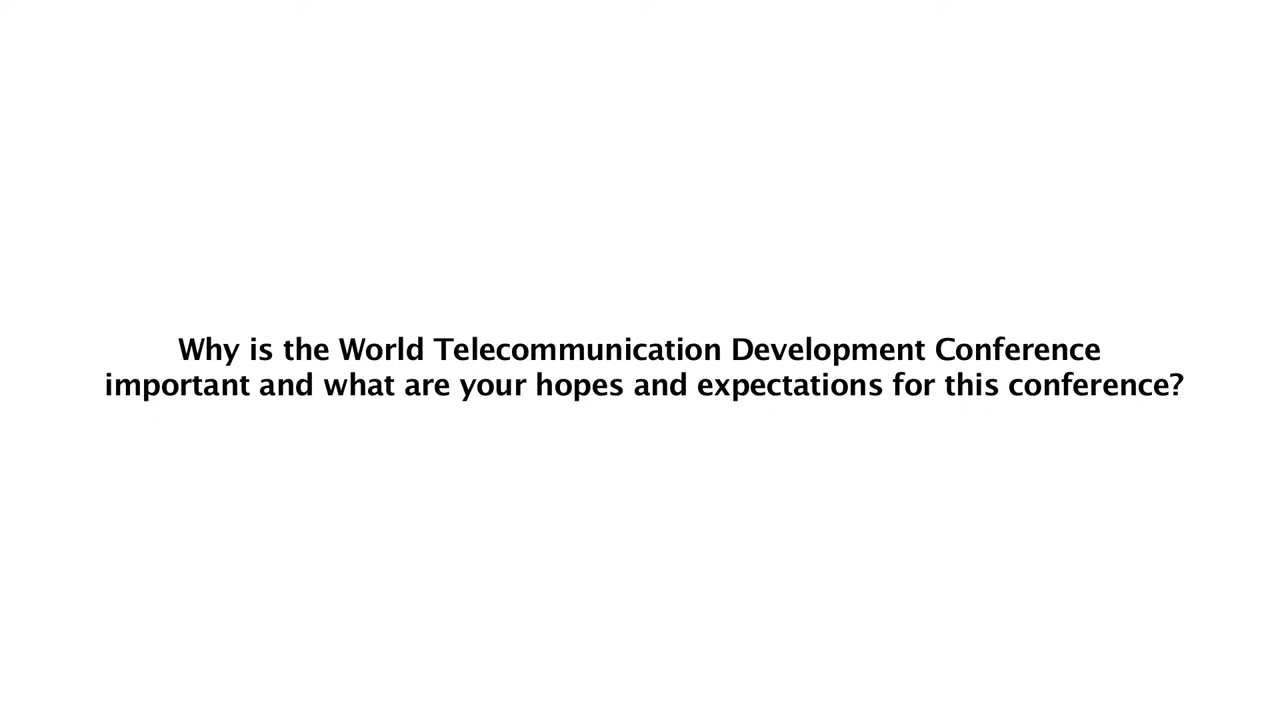 Why is the World Telecommunication Development Conference
important and what are your hopes and expectations for this conference?